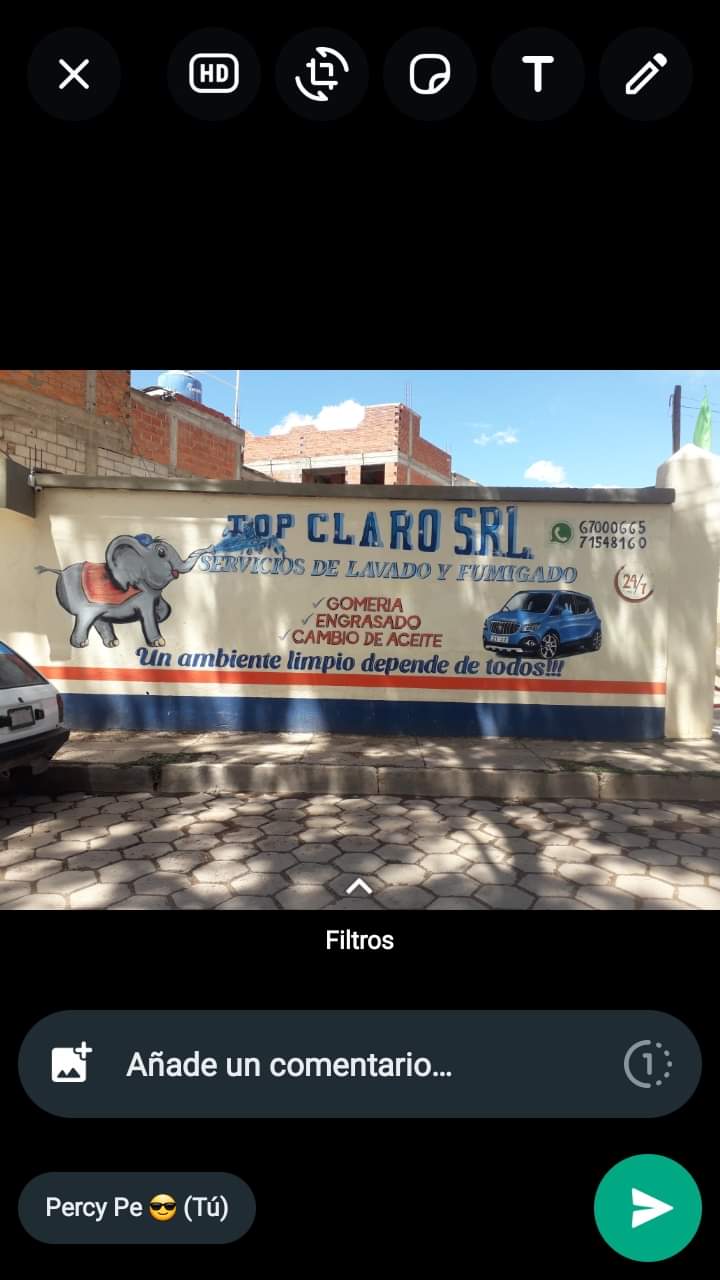 HD
T
TOP CLARO SRL
67000665
71548160
SERVICIOS DE LAVADO Y FUMIGADO
24/7
GOMERIA
ENGRASADO
CAMBIO DE ACEITE
Un ambiente limpio depende de todos!!!
Filtros
Añade un comentario...
1
Percy Pe 😎 (Tú)